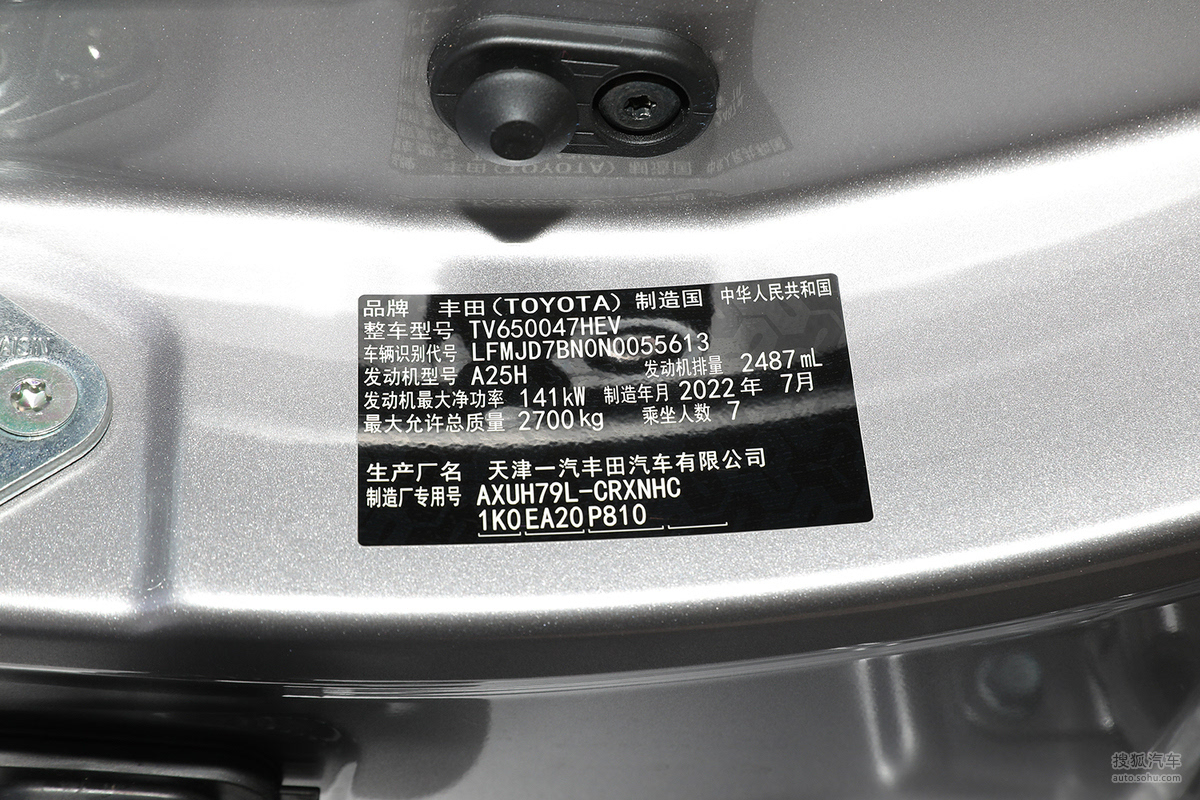 品牌 丰田(TOYOTA) 制造国 中华人民共和国
整车型号 TV650047HEV
车辆识别代号 LFMJD7BN0N0055613
发动机型号 A25H 发动机排量 2487 mL
发动机最大净功率 141kW 制造年月 2022年 7月
最大允许总质量 2700kg 乘坐人数 7
生产厂名 天津一汽丰田汽车有限公司
制造厂专用号 AXUH79L-CRXNHC
1K0 EA20 P810
搜狐汽车
auto.sohu.com